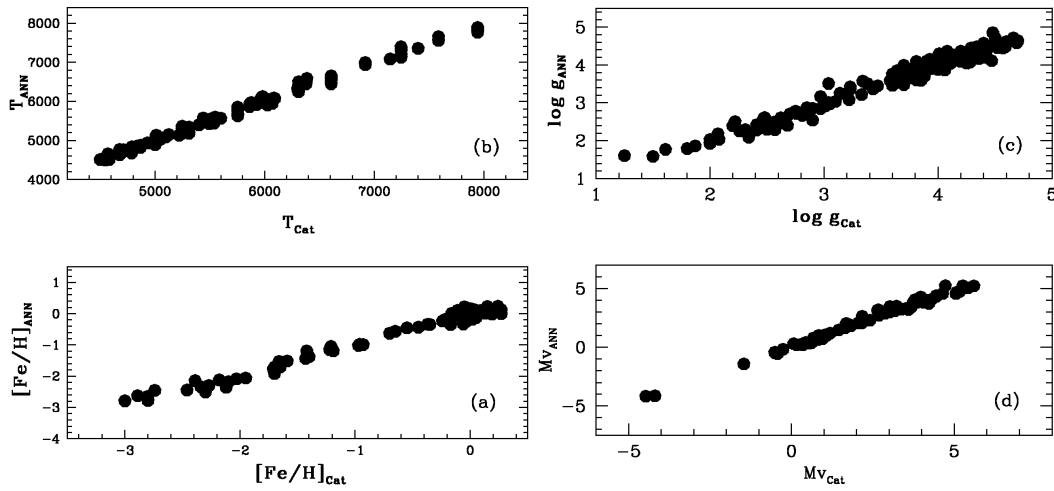 8000
7000
6000
5000
4000
T_ANN
(b)
5000 6000 7000 8000
T_Cat
5
4
3
2
1
log g_ANN
(c)
1 2 3 4 5
log g_Cat
1
0
−1
−2
−3
−4
[Fe/H]_ANN
(a)
−3 −2 −1 0
[Fe/H]_Cat
5
0
−5
Mv_ANN
(d)
−5 0 5
Mv_Cat